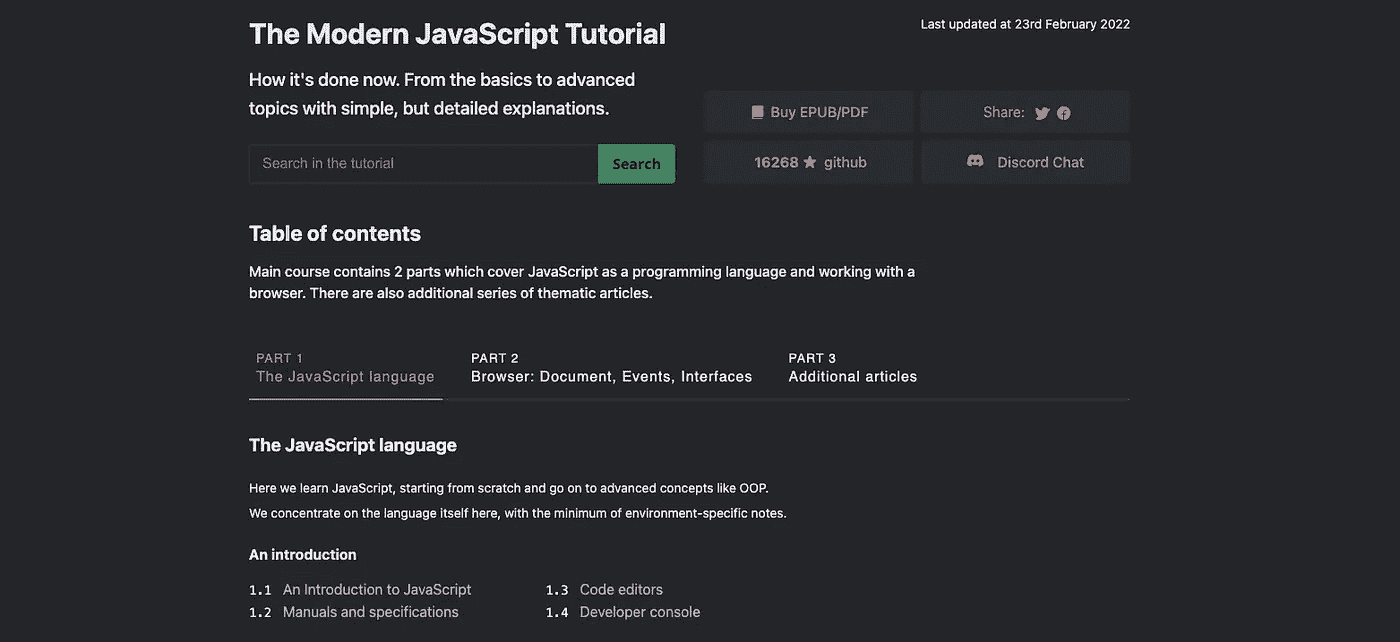 The Modern JavaScript Tutorial
Last updated at 23rd February 2022
How it's done now. From the basics to advanced
topics with simple, but detailed explanations.
Buy EPUB/PDF
Share:
Search in the tutorial
Search
16268 ★ github
Discord Chat
Table of contents
Main course contains 2 parts which cover JavaScript as a programming language and working with a
browser. There are also additional series of thematic articles.
PART 1
The JavaScript language
PART 2
Browser: Document, Events, Interfaces
PART 3
Additional articles
The JavaScript language
Here we learn JavaScript, starting from scratch and go on to advanced concepts like OOP.
We concentrate on the language itself here, with the minimum of environment-specific notes.
An introduction
1.1 An Introduction to JavaScript
1.2 Manuals and specifications
1.3 Code editors
1.4 Developer console